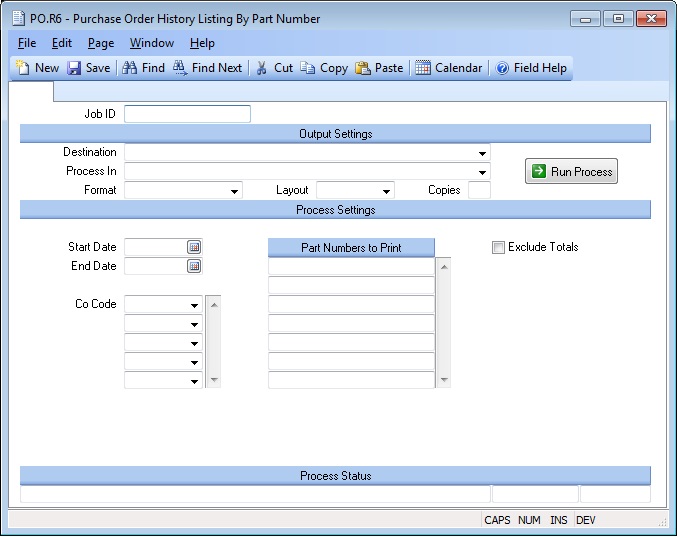 PO.R6 - Purchase Order History Listing By Part Number
File Edit Page Window Help
New Save Find Find Next Cut Copy Paste Calendar Field Help
Job ID
Output Settings
Destination
Process In
Run Process
Format Layout Copies
Process Settings
Start Date Part Numbers to Print Exclude Totals
End Date
Co Code
Process Status
CAPS NUM INS DEV